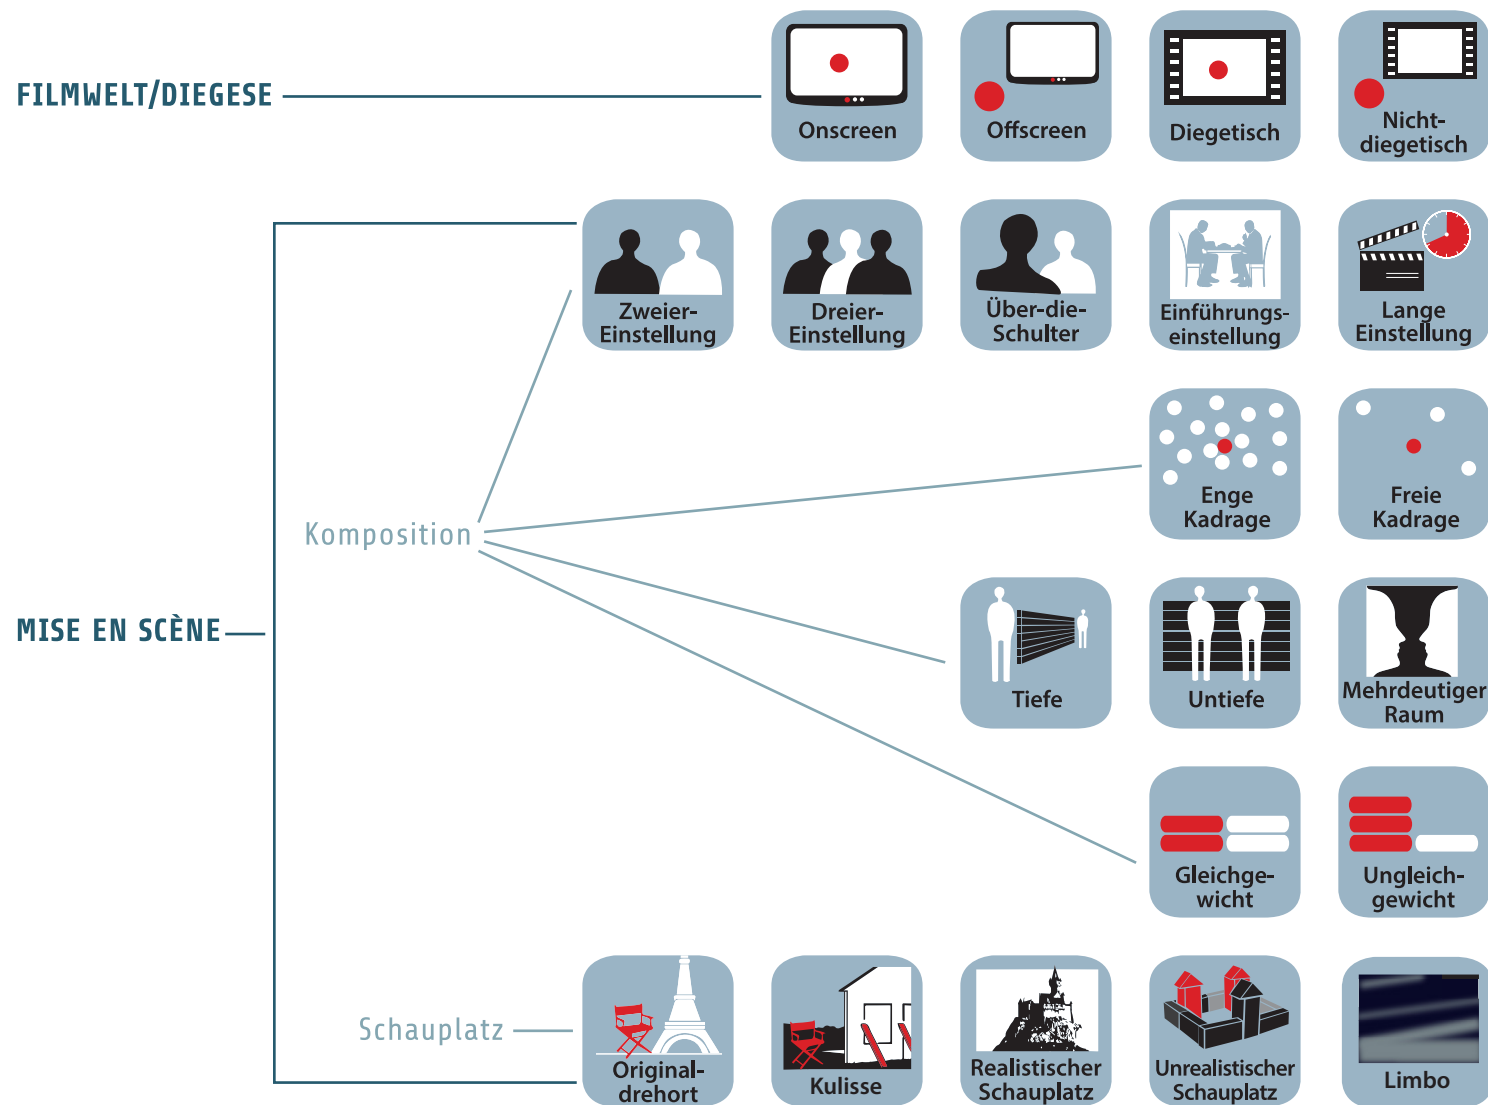 FILMWELT/DIEGESE
Onscreen
Offscreen
Diegetisch
Nicht-
diegetisch
Zweier-
Einstellung
Dreier-
Einstellung
Über-die-
Schulter
Einführungs-
einstellung
Lange
Einstellung
Enge
Kadrage
Freie
Kadrage
Komposition
MISE EN SCÈNE
Tiefe
Untiefe
Mehrdeutiger
Raum
Gleichge-
wicht
Ungleich-
gewicht
Schauplatz
Original-
drehort
Kulisse
Realistischer
Schauplatz
Unrealistischer
Schauplatz
Limbo